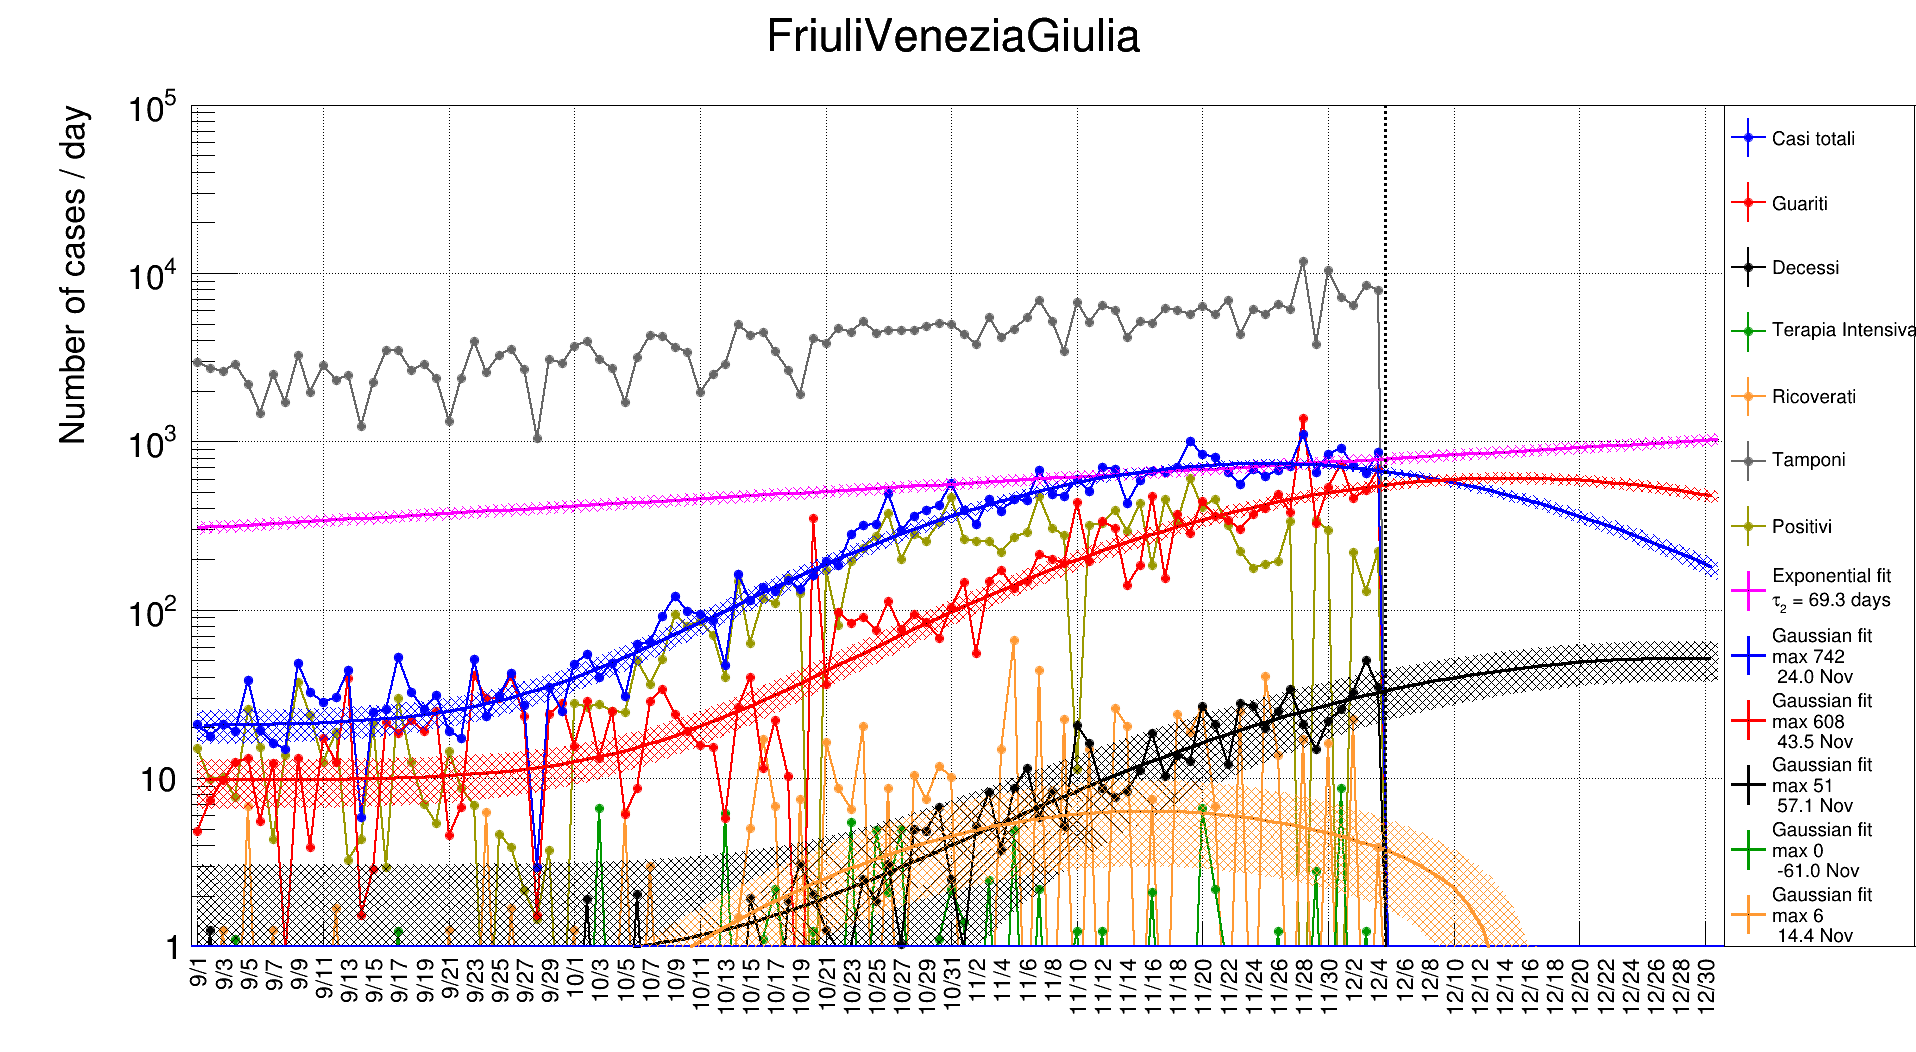 FriuliVeneziaGiulia
Number of cases / day
10^5
10^4
10^3
10^2
10
1
9/1 9/3 9/5 9/7 9/9 9/11 9/13 9/15 9/17 9/19 9/21 9/23 9/25 9/27 9/29 10/1 10/3 10/5 10/7 10/9 10/11 10/13 10/15 10/17 10/19 10/21 10/23 10/25 10/27 10/29 10/31 11/2 11/4 11/6 11/8 11/10 11/12 11/14 11/16 11/18 11/20 11/22 11/24 11/26 11/28 11/30 12/2 12/4 12/6 12/8 12/10 12/12 12/14 12/16 12/18 12/20 12/22 12/24 12/26 12/28 12/30
Casi totali
Guariti
Decessi
Terapia Intensiva
Ricoverati
Tamponi
Positivi
Exponential fit
τ₂ = 69.3 days
Gaussian fit
max 742
24.0 Nov
Gaussian fit
max 608
43.5 Nov
Gaussian fit
max 51
57.1 Nov
Gaussian fit
max 0
-61.0 Nov
Gaussian fit
max 6
14.4 Nov